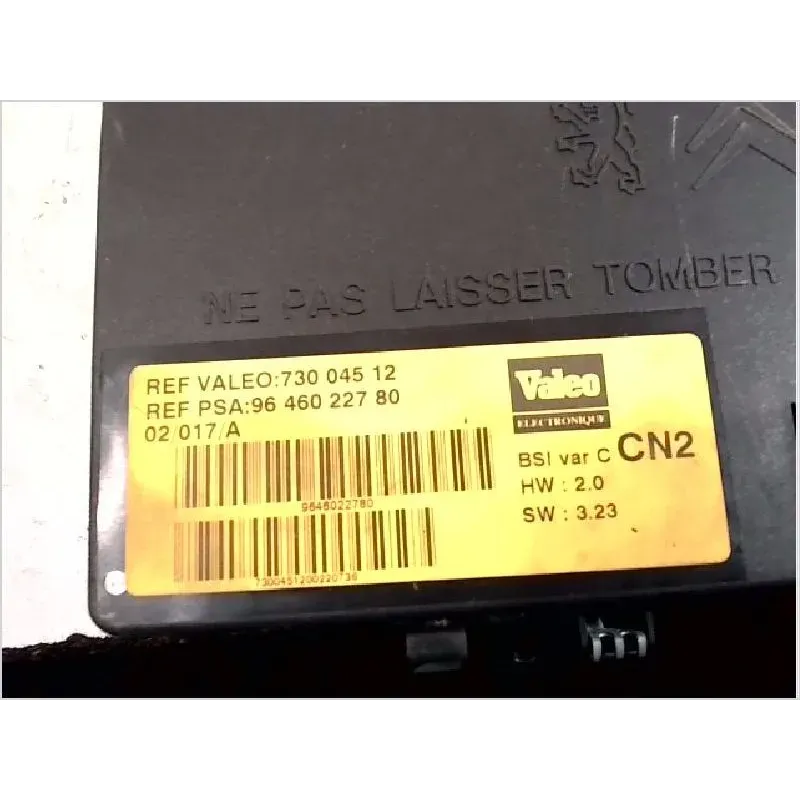 NE PAS LAISSER TOMBER
REF VALEO:730 045 12
REF PSA:96 460 227 80
02/017/A
Valeo
ELECTRONIQUE
BSI var C CN2
HW : 2.0
SW : 3.23
9646022780
7300451200220736